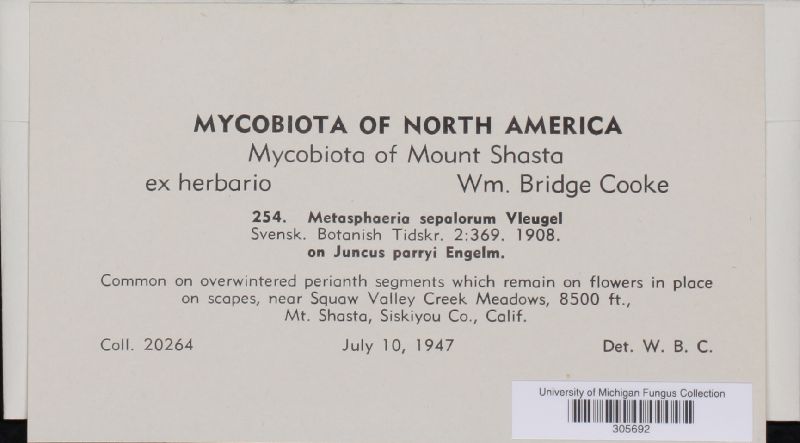 MYCOBIOTA OF NORTH AMERICA
Mycobiota of Mount Shasta
ex herbario Wm. Bridge Cooke
254. Metasphaeria sepalorum Vleugel
Svensk. Botanish Tidskr. 2:369. 1908.
on Juncus parryi Engelm.
Common on overwintered perianth segments which remain on flowers in place
on scapes, near Squaw Valley Creek Meadows, 8500 ft.,
Mt. Shasta, Siskiyou Co., Calif.
Coll. 20264 July 10, 1947 Det. W. B. C.
University of Michigan Fungus Collection
305692